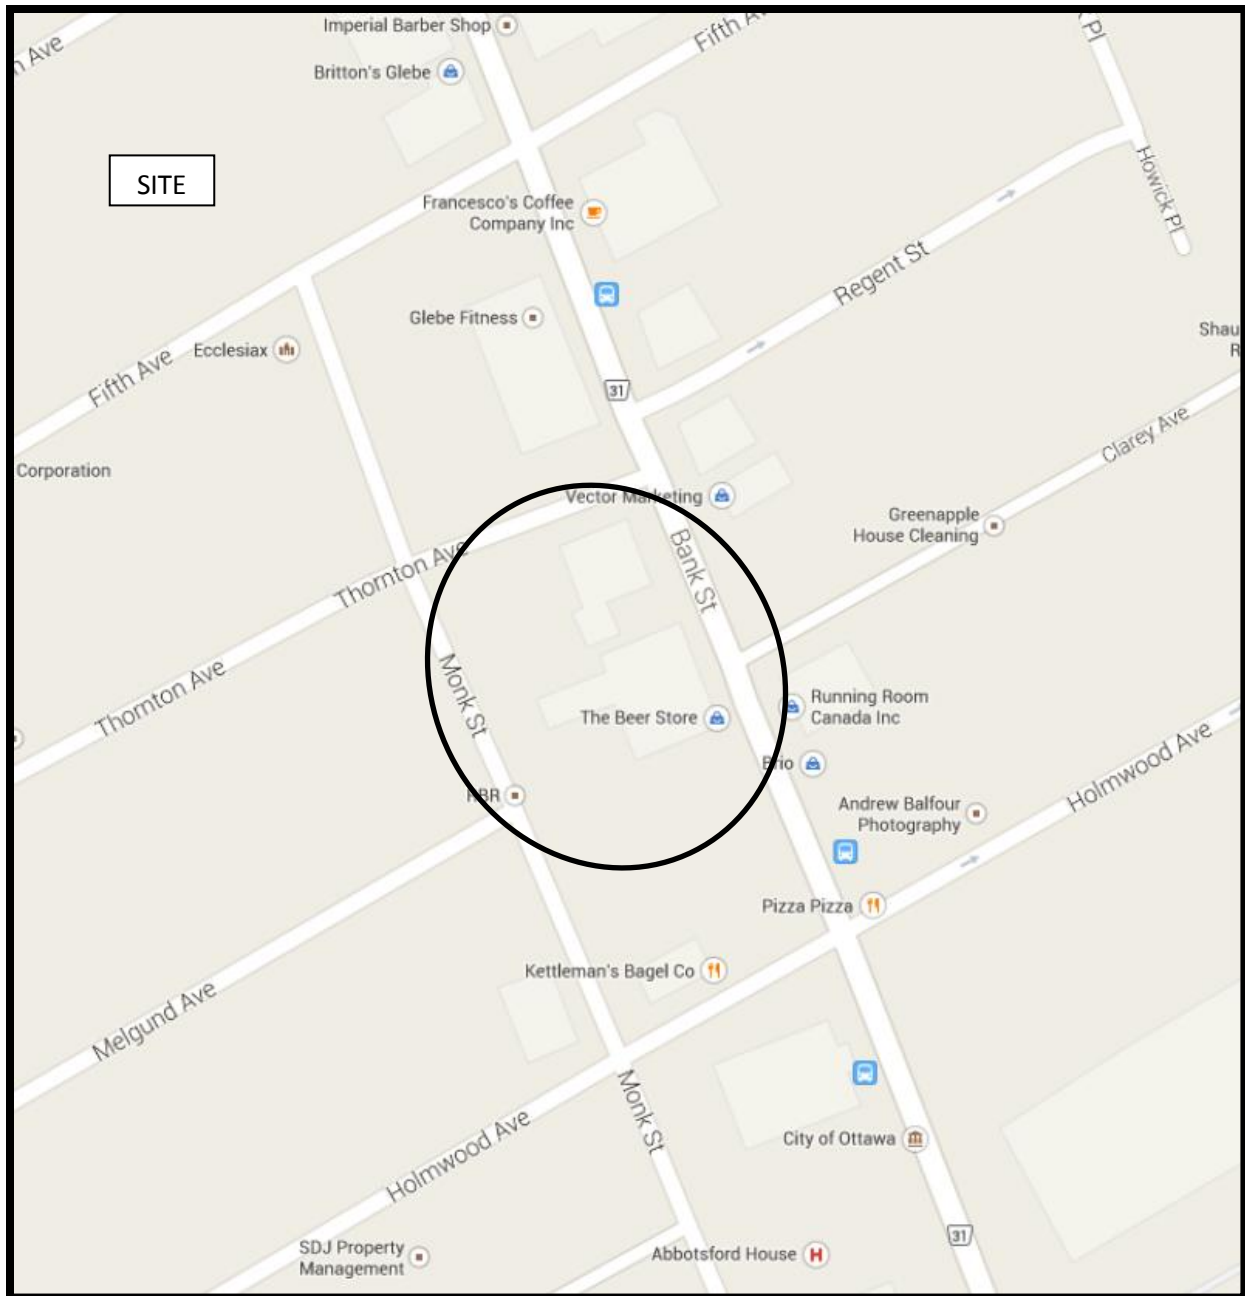 Imperial Barber Shop
Fifth A
n Ave
k Pl
Britton's Glebe
SITE
Howick Pl
Francesco's Coffee
Company Inc
Regent St
Glebe Fitness
Shau
R
Ecclesiax
Fifth Ave
31
Clarey Ave
Corporation
Vector Marketing
Greenapple
House Cleaning
Bank St
Thornton Ave
Thornton Ave
Monk St
Running Room
Canada Inc
The Beer Store
Brio
Holmwood Ave
RBR
Andrew Balfour
Photography
Pizza Pizza
Kettleman's Bagel Co
Melgund Ave
Monk St
City of Ottawa
Holmwood Ave
31
SDJ Property
Management
Abbotsford House
H